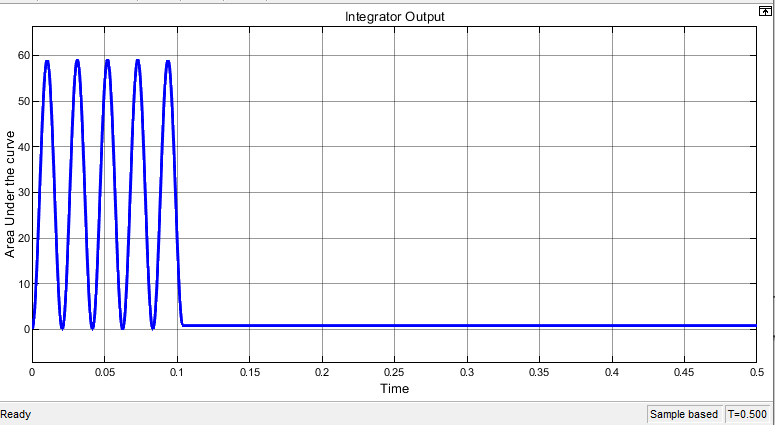 Integrator Output
Area Under the curve
60
50
40
30
20
10
0
0 0.05 0.1 0.15 0.2 0.25 0.3 0.35 0.4 0.45 0.5
Time
Ready Sample based T=0.500